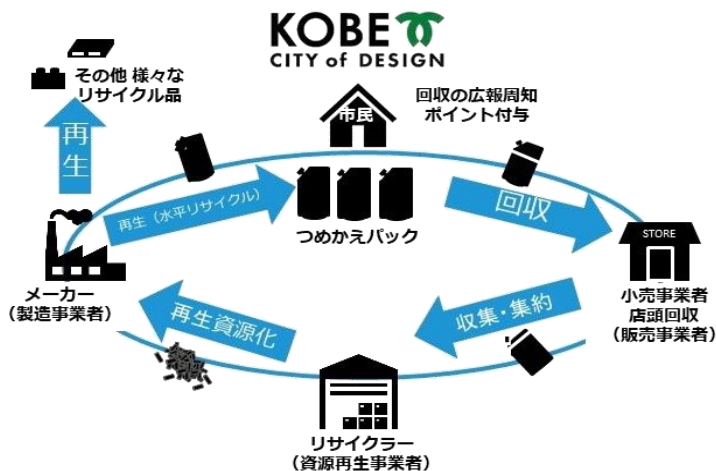 KOBE
CITY of DESIGN
その他 様々な
リサイクル品
再生
市民
回収の広報周知
ポイント付与
再生（水平リサイクル）
つめかえパック
回収
STORE
メーカー
（製造事業者）
小売事業者
店頭回収
（販売事業者）
再生資源化
収集・集約
リサイクラー
（資源再生事業者）